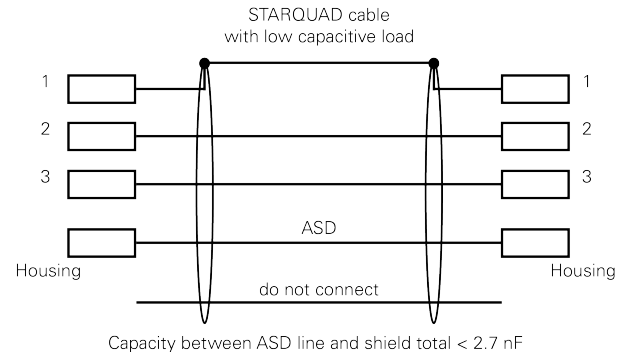 STARQUAD cable
with low capacitive load
1 1
2 2
3 3
ASD
Housing Housing
do not connect
Capacity between ASD line and shield total < 2.7 nF